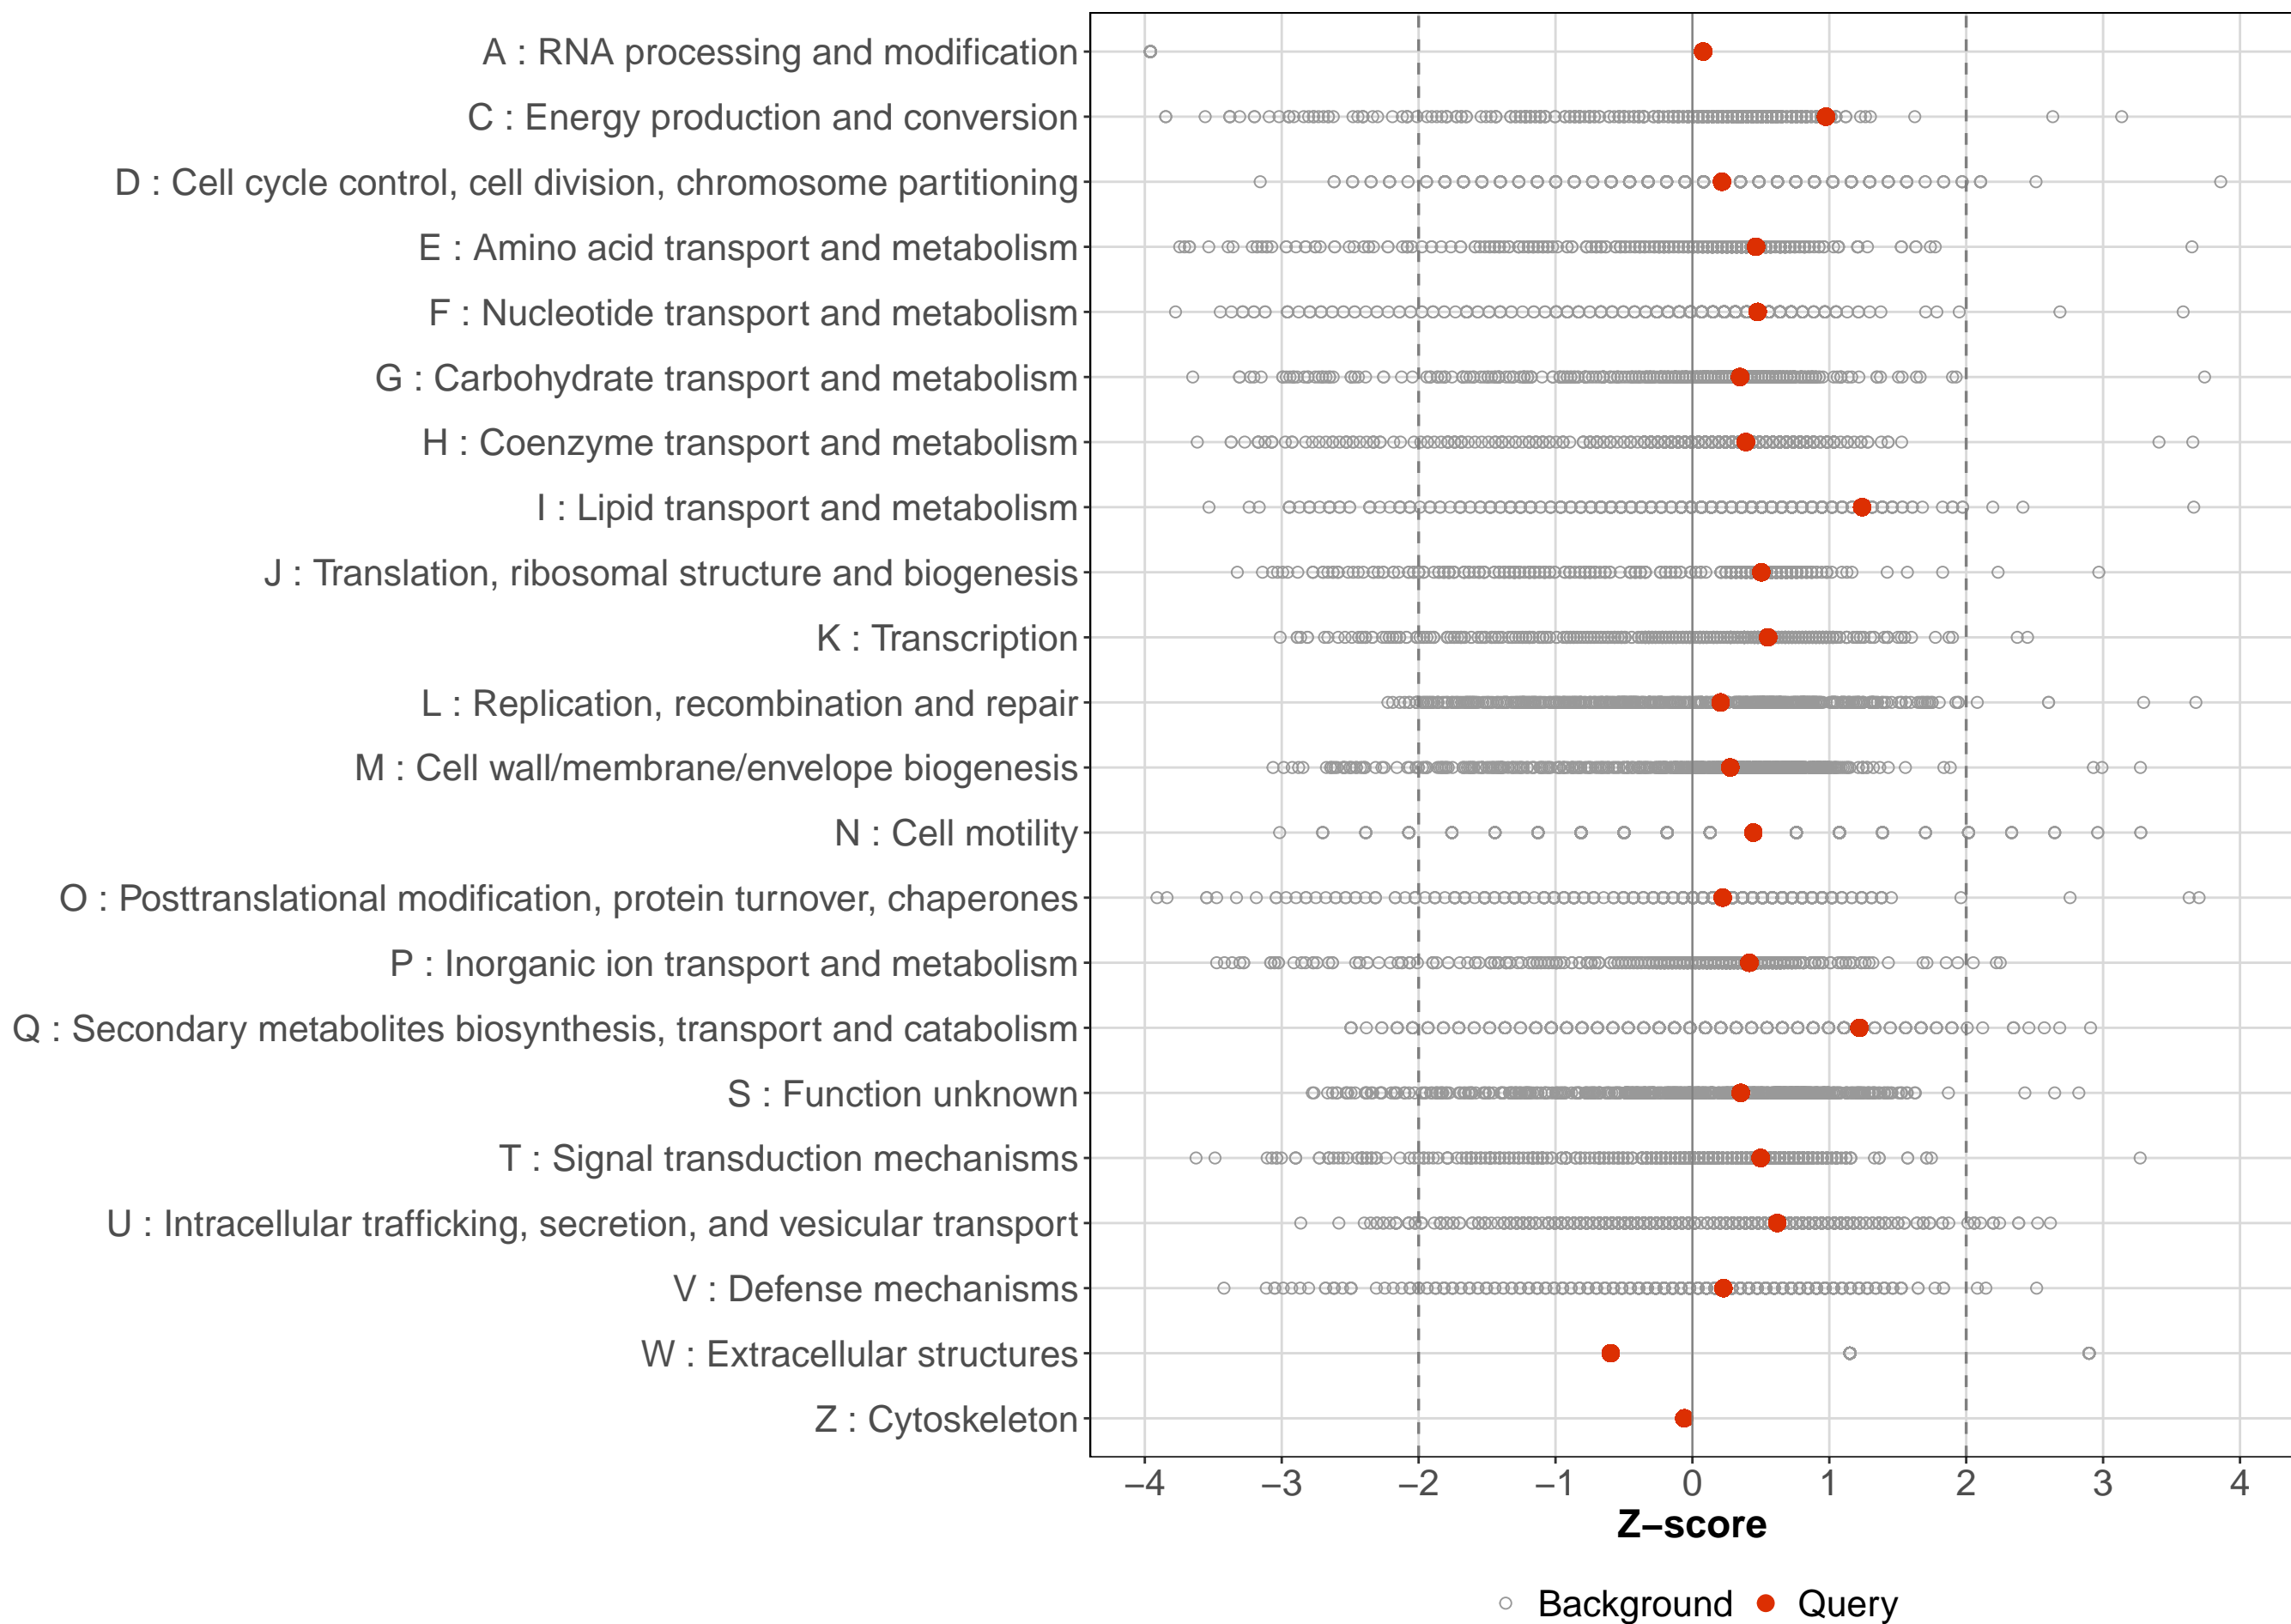 A : RNA processing and modification
C : Energy production and conversion
D : Cell cycle control, cell division, chromosome partitioning
E : Amino acid transport and metabolism
F : Nucleotide transport and metabolism
G : Carbohydrate transport and metabolism
H : Coenzyme transport and metabolism
I : Lipid transport and metabolism
J : Translation, ribosomal structure and biogenesis
K : Transcription
L : Replication, recombination and repair
M : Cell wall/membrane/envelope biogenesis
N : Cell motility
O : Posttranslational modification, protein turnover, chaperones
P : Inorganic ion transport and metabolism
Q : Secondary metabolites biosynthesis, transport and catabolism
S : Function unknown
T : Signal transduction mechanisms
U : Intracellular trafficking, secretion, and vesicular transport
V : Defense mechanisms
W : Extracellular structures
Z : Cytoskeleton
−4 −3 −2 −1 0 1 2 3 4
Z−score
Background Query